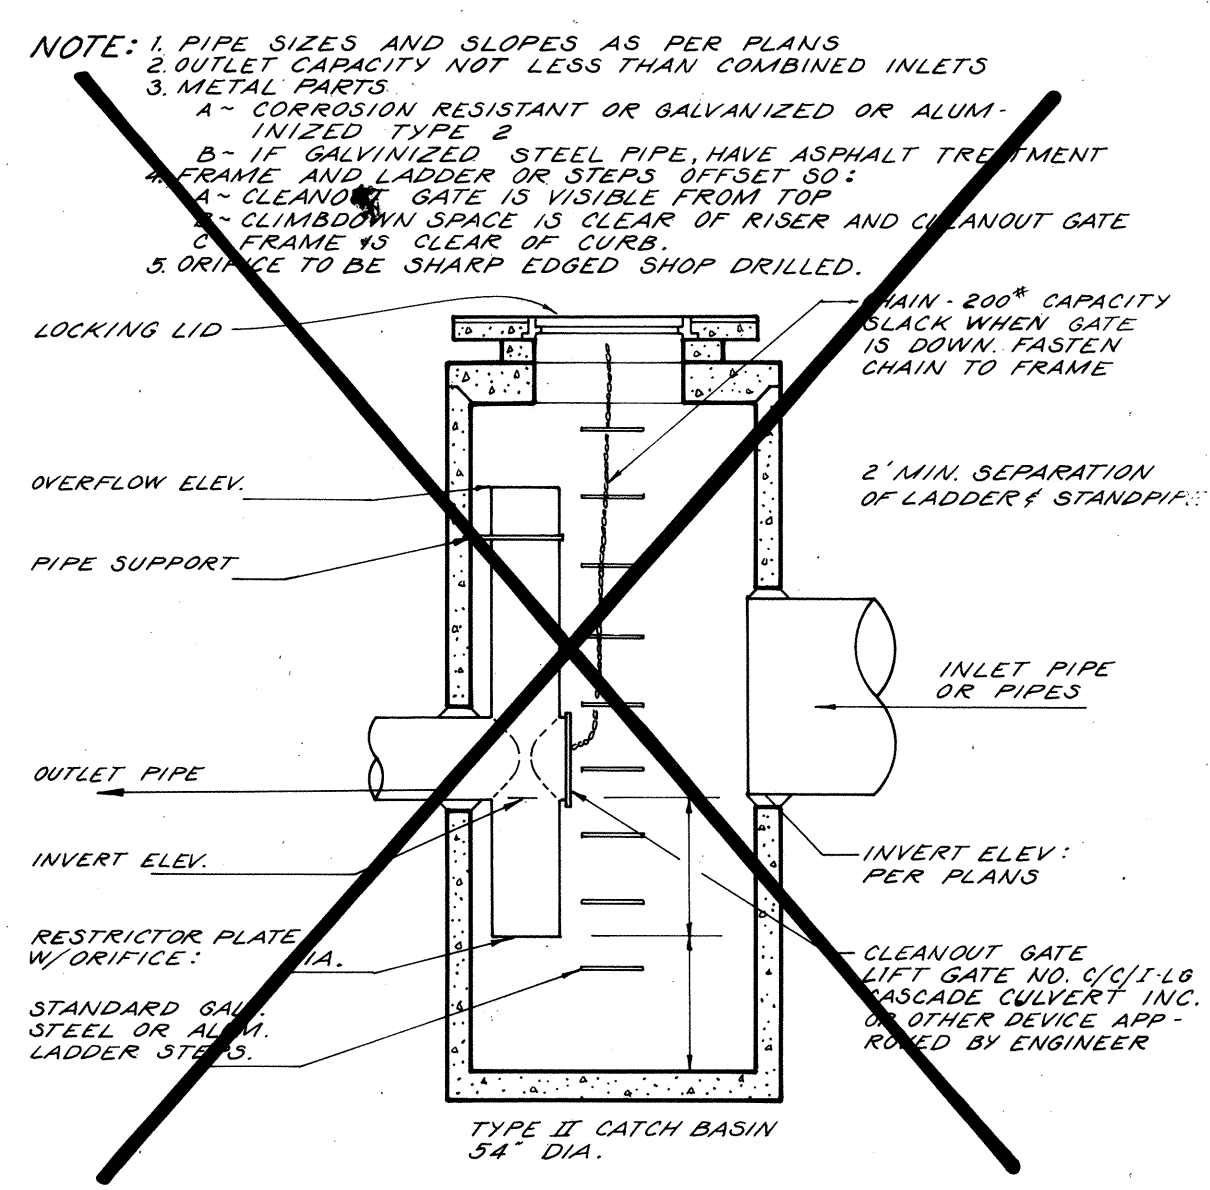 NOTE: 1. PIPE SIZES AND SLOPES AS PER PLANS
2. OUTLET CAPACITY NOT LESS THAN COMBINED INLETS
3. METAL PARTS
A~ CORROSION RESISTANT OR GALVANIZED OR ALUM-
INIZED TYPE 2
B~ IF GALVINIZED STEEL PIPE, HAVE ASPHALT TREATMENT
4. FRAME AND LADDER OR STEPS OFFSET SO:
A~ CLEANOUT GATE IS VISIBLE FROM TOP
B~ CLIMBDOWN SPACE IS CLEAR OF RISER AND CLEANOUT GATE
C FRAME IS CLEAR OF CURB.
5. ORIFICE TO BE SHARP EDGED SHOP DRILLED.
LOCKING LID
CHAIN - 200# CAPACITY
SLACK WHEN GATE
IS DOWN. FASTEN
CHAIN TO FRAME
OVERFLOW ELEV.
2' MIN. SEPARATION
OF LADDER & STANDPIPE
PIPE SUPPORT
INLET PIPE
OR PIPES
OUTLET PIPE
INVERT ELEV.
INVERT ELEV:
PER PLANS
RESTRICTOR PLATE
W/ORIFICE: DIA.
CLEANOUT GATE
LIFT GATE NO. C/C/I-LG
CASCADE CULVERT INC.
OR OTHER DEVICE APP-
ROVED BY ENGINEER
STANDARD GALV.
STEEL OR ALUM.
LADDER STEPS.
TYPE II CATCH BASIN
54" DIA.